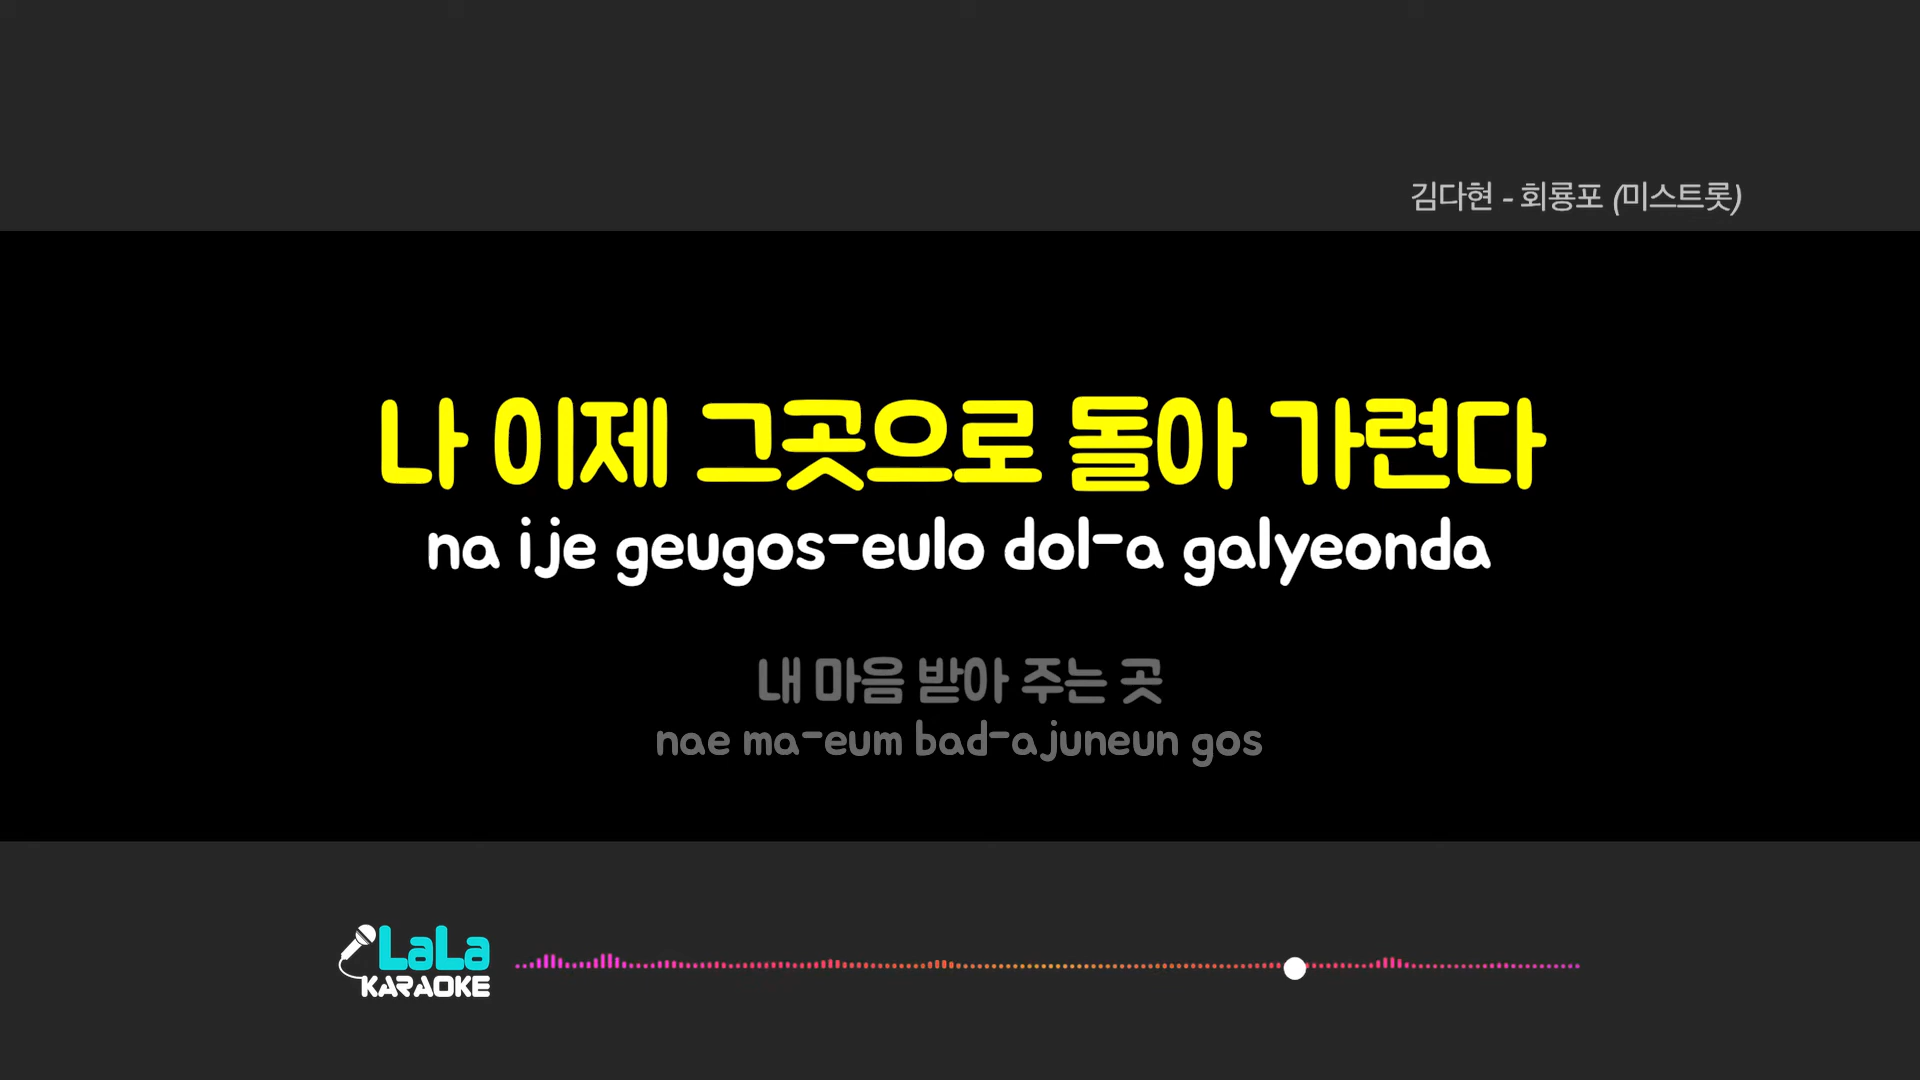 김다현 - 회룡포 (미스트롯)
나 이제 그곳으로 돌아 가련다
na ije geugos-eulo dol-a galyeonda
내 마음 받아 주는 곳
nae ma-eum bad-a juneun gos
LaLa
KARAOKE